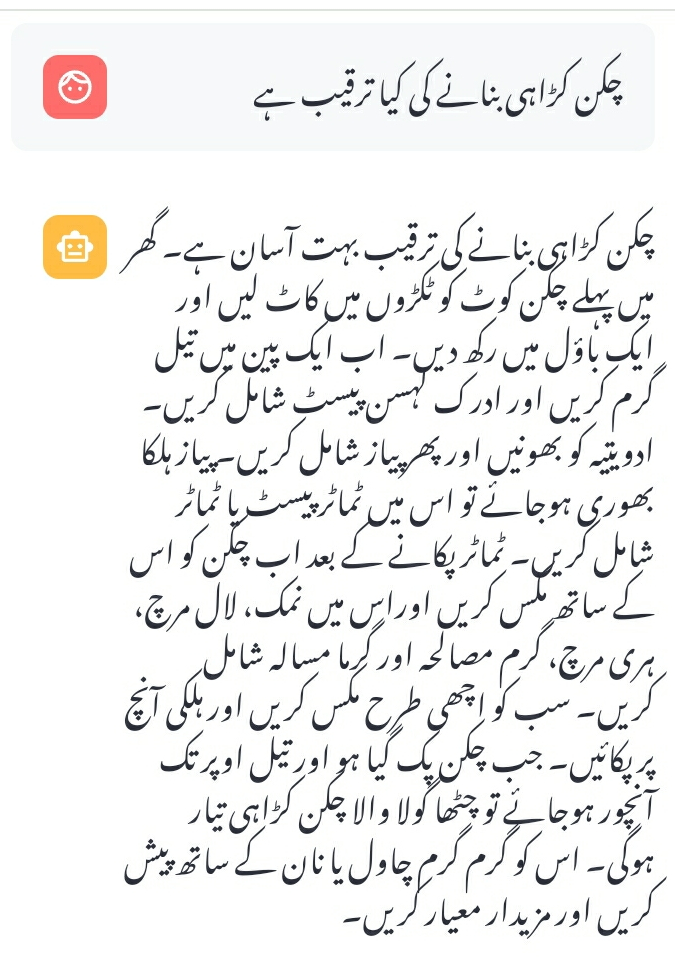 چکن کڑاہی بنانے کی کیا ترقیب ہے
چکن کڑاہی بنانے کی ترقیب بہت آسان ہے۔ گھر
میں پہلے چکن کوٹ کو ٹکڑوں میں کاٹ لیں اور
ایک باؤل میں رکھ دیں۔ اب ایک پین میں تیل
گرم کریں اور ادرک لہسن پیسٹ شامل کریں۔
ادویتیہ کو بھونیں اور پھر پیاز شامل کریں۔ پیاز ہلکا
بھوری ہوجائے تو اس میں ٹماٹر پیسٹ یا ٹماٹر
شامل کریں۔ ٹماٹر پکانے کے بعد اب چکن کو اس
کے ساتھ مکس کریں اوراس میں نمک، لال مرچ،
ہری مرچ، گرم مصالحہ اور گرما مسالہ شامل
کریں۔ سب کو اچھی طرح مکس کریں اور ہلکی آنچ
پر پکائیں۔ جب چکن پک گیا ہو اور تیل اوپر تک
آنچور ہوجائے تو چٹھا گولا والا چکن کڑاہی تیار
ہوگی۔ اس کو گرم گرم چاول یا نان کے ساتھ پیش
کریں اور مزیدار معیار کریں۔